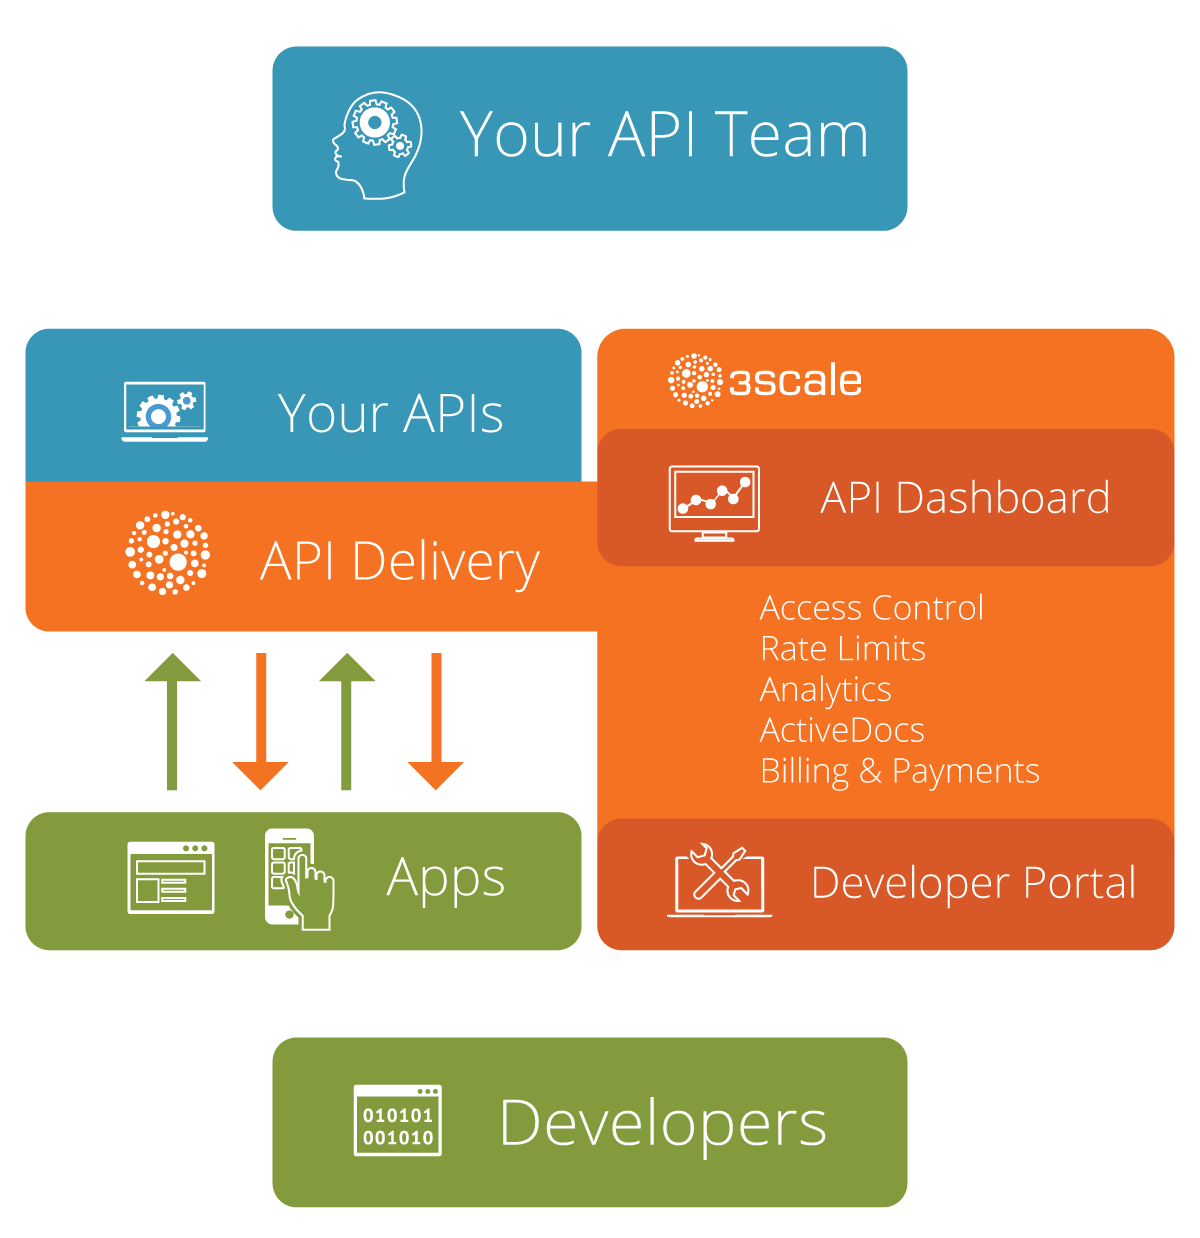 Your API Team
Your APIs
API Delivery
Apps
3scale
API Dashboard
Access Control
Rate Limits
Analytics
ActiveDocs
Billing & Payments
Developer Portal
010101
001010
Developers